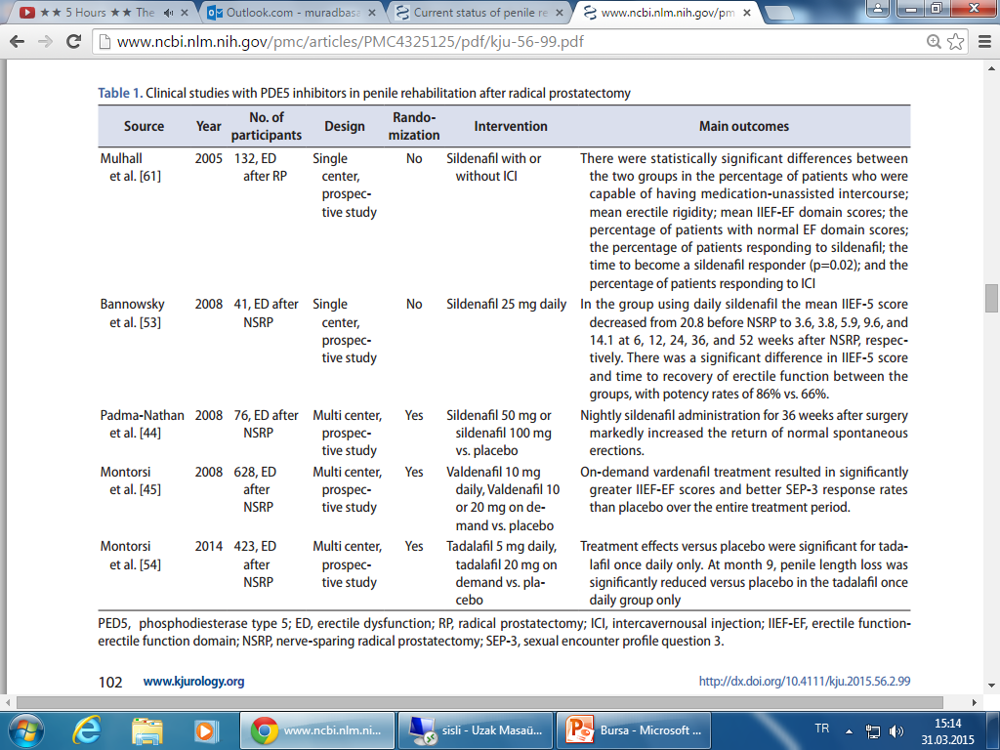 ★ ★ 5 Hours ★ ★ The
Outlook.com - muradbasa
Current status of penile re
www.ncbi.nlm.nih.gov/pm
www.ncbi.nlm.nih.gov/pmc/articles/PMC4325125/pdf/kju-56-99.pdf
Table 1. Clinical studies with PDE5 inhibitors in penile rehabilitation after radical prostatectomy
Source Year No. of participants Design Rando-mization Intervention Main outcomes
Mulhall 2005 132, ED Single No Sildenafil with or There were statistically significant differences between
et al. [61] after RP center, without ICI the two groups in the percentage of patients who were
prospec- capable of having medication-unassisted intercourse;
tive study mean erectile rigidity; mean IIEF-EF domain scores; the
percentage of patients with normal EF domain scores;
the percentage of patients responding to sildenafil; the
time to become a sildenafil responder (p=0.02); and the
percentage of patients responding to ICI
Bannowsky 2008 41, ED after Single No Sildenafil 25 mg daily In the group using daily sildenafil the mean IIEF-5 score
et al. [53] NSRP center, decreased from 20.8 before NSRP to 3.6, 3.8, 5.9, 9.6, and
prospec- 14.1 at 6, 12, 24, 36, and 52 weeks after NSRP, respec-
tive study tively. There was a significant difference in IIEF-5 score
and time to recovery of erectile function between the
groups, with potency rates of 86% vs. 66%.
Padma-Nathan 2008 76, ED after Multi center, Yes Sildenafil 50 mg or Nightly sildenafil administration for 36 weeks after surgery
et al. [44] NSRP prospec- sildenafil 100 mg markedly increased the return of normal spontaneous
tive study vs. placebo erections.
Montorsi 2008 628, ED Multi center, Yes Valdenafil 10 mg On-demand vardenafil treatment resulted in significantly
et al. [45] after prospec- daily, Valdenafil 10 greater IIEF-EF scores and better SEP-3 response rates
NSRP tive study or 20 mg on de- than placebo over the entire treatment period.
mand vs. placebo
Montorsi 2014 423, ED Multi center, Yes Tadalafil 5 mg daily, Treatment effects versus placebo were significant for tada-
et al. [54] after prospec- tadalafil 20 mg on lafil once daily only. At month 9, penile length loss was
NSRP tive study demand vs. pla- significantly reduced versus placebo in the tadalafil once
cebo daily group only
PED5, phosphodiesterase type 5; ED, erectile dysfunction; RP, radical prostatectomy; ICI, intercavernousal injection; IIEF-EF, erectile function-
erectile function domain; NSRP, nerve-sparing radical prostatectomy; SEP-3, sexual encounter profile question 3.
102 www.kjurology.org http://dx.doi.org/10.4111/kju.2015.56.2.99
www.ncbi.nlm.ni...
sisli - Uzak Masaü...
Bursa - Microsoft ...
TR
15:14
31.03.2015